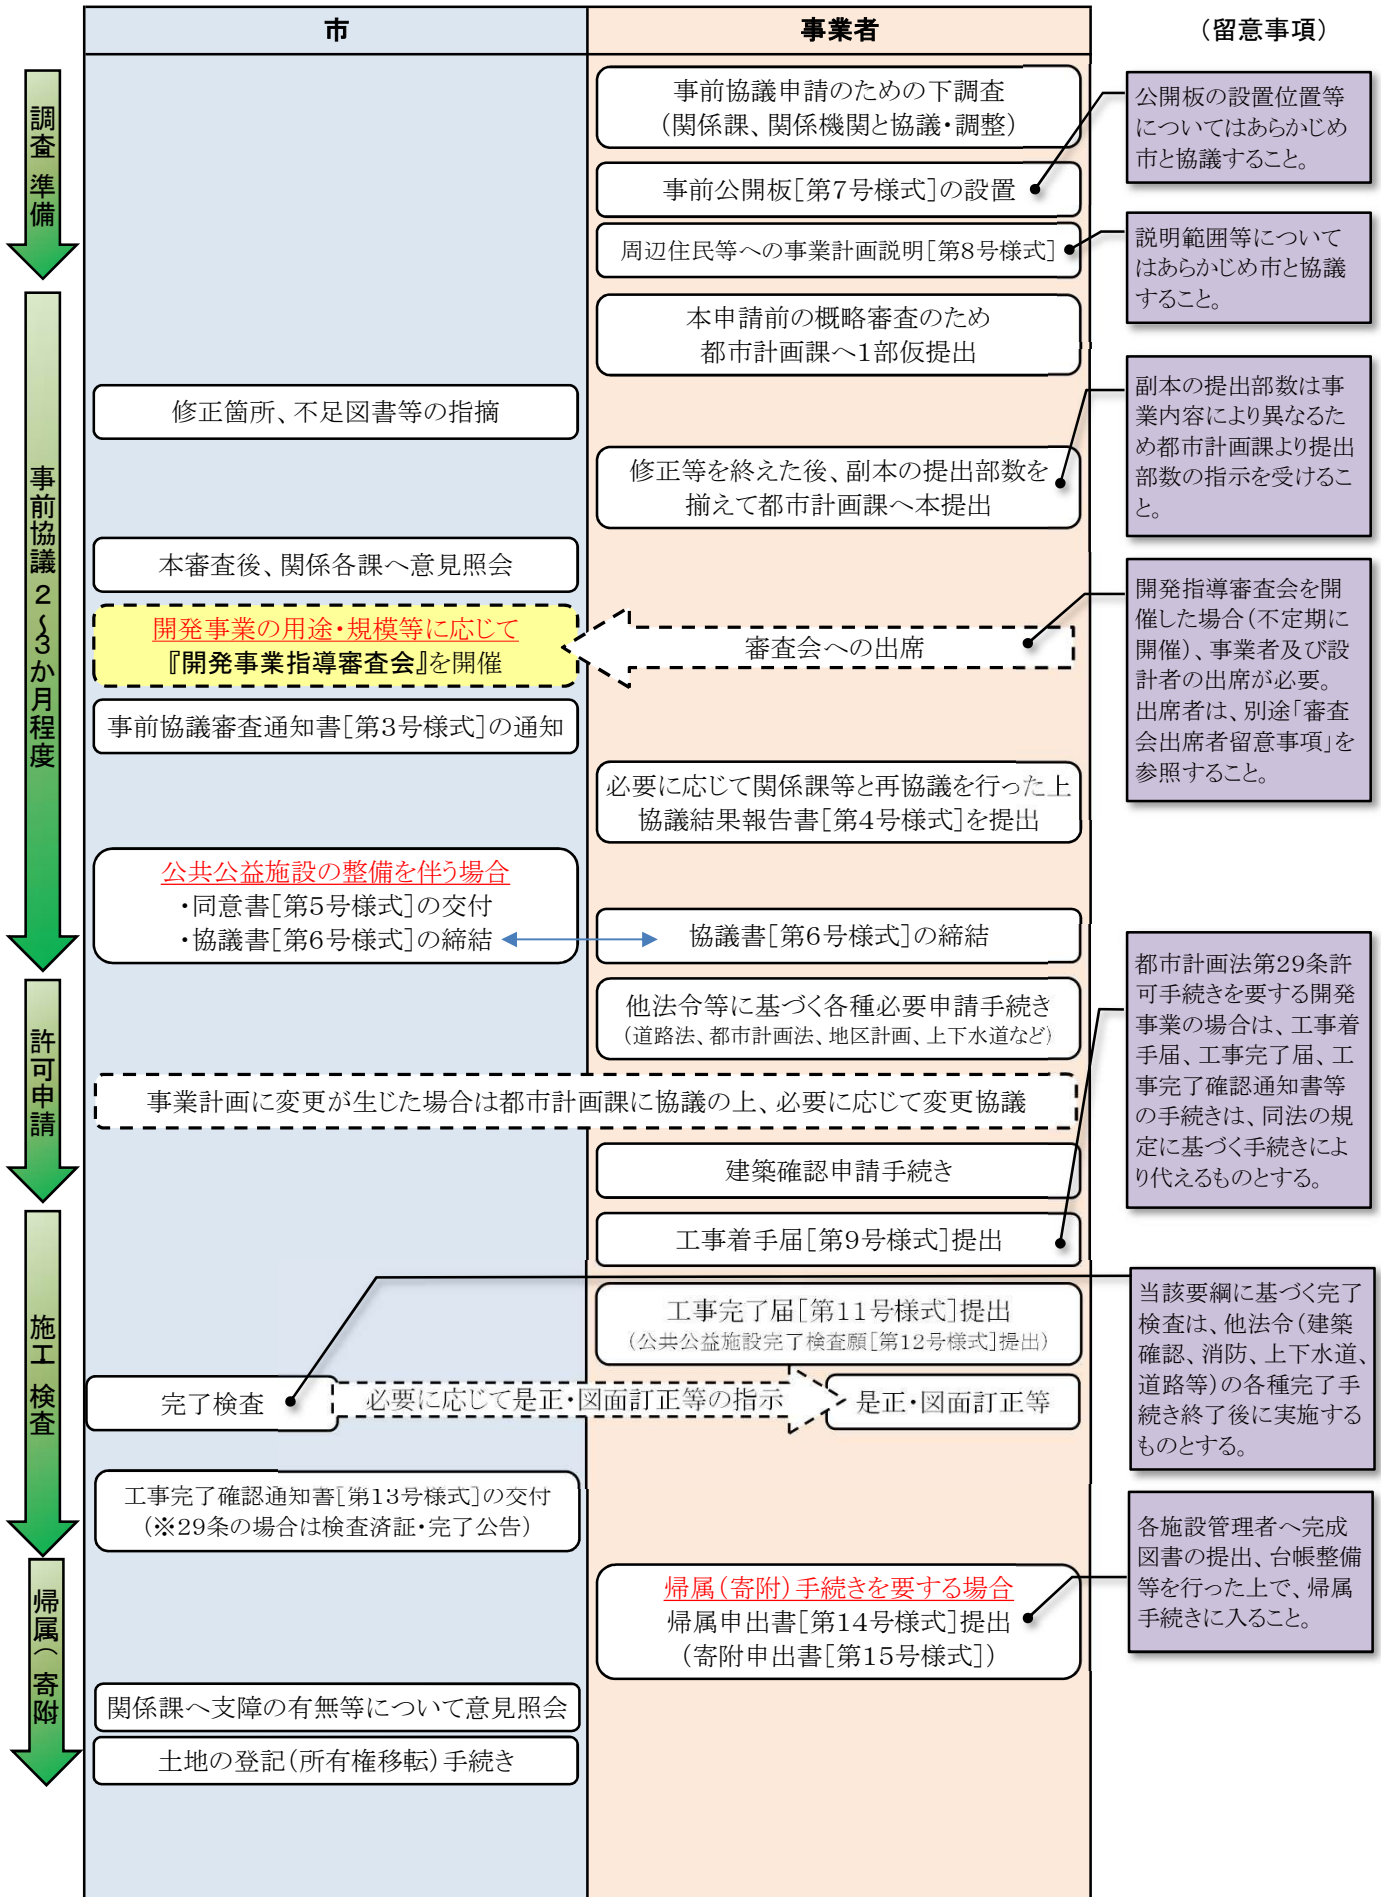 市
事業者
（留意事項）
調査 準備
事前協議申請のための下調査
（関係課、関係機関と協議・調整）
事前公開板［第７号様式］の設置
周辺住民等への事業計画説明［第８号様式］
公開板の設置位置等
についてはあらかじめ
市と協議すること。
説明範囲等について
はあらかじめ市と協議
すること。
事前協議 ２～３か月程度
本申請前の概略審査のため
都市計画課へ１部仮提出
修正箇所、不足図書等の指摘
修正等を終えた後、副本の提出部数を
揃えて都市計画課へ本提出
副本の提出部数は事
業内容により異なるた
め都市計画課より提出
部数の指示を受けるこ
と。
本審査後、関係各課へ意見照会
開発事業の用途・規模等に応じて
『開発事業指導審査会』を開催
審査会への出席
開発指導審査会を開
催した場合（不定期に
開催）、事業者及び設
計者の出席が必要。
出席者は、別途「審査
会出席者留意事項」を
参照すること。
事前協議審査通知書［第３号様式］の通知
必要に応じて関係課等と再協議を行った上
協議結果報告書［第４号様式］を提出
公共公益施設の整備を伴う場合
・同意書［第５号様式］の交付
・協議書［第６号様式］の締結
協議書［第６号様式］の締結
許可申請
他法令等に基づく各種必要申請手続き
（道路法、都市計画法、地区計画、上下水道など）
事業計画に変更が生じた場合は都市計画課に協議の上、必要に応じて変更協議
建築確認申請手続き
都市計画法第29条許
可手続きを要する開発
事業の場合は、工事着
手届、工事完了届、工
事完了確認通知書等
の手続きは、同法の規
定に基づく手続きによ
り代えるものとする。
施工 検査
工事着手届［第９号様式］提出
工事完了届［第１１号様式］提出
（公共公益施設完了検査願［第１２号様式］提出）
完了検査
必要に応じて是正・図面訂正等の指示
是正・図面訂正等
当該要綱に基づく完了
検査は、他法令（建築
確認、消防、上下水道、
道路等）の各種完了手
続き終了後に実施する
ものとする。
工事完了確認通知書［第１３号様式］の交付
（※29条の場合は検査済証・完了公告）
帰属（寄附
帰属（寄附）手続きを要する場合
帰属申出書［第１４号様式］提出
（寄附申出書［第１５号様式］）
各施設管理者へ完成
図書の提出、台帳整備
等を行った上で、帰属
手続きに入ること。
関係課へ支障の有無等について意見照会
土地の登記（所有権移転）手続き